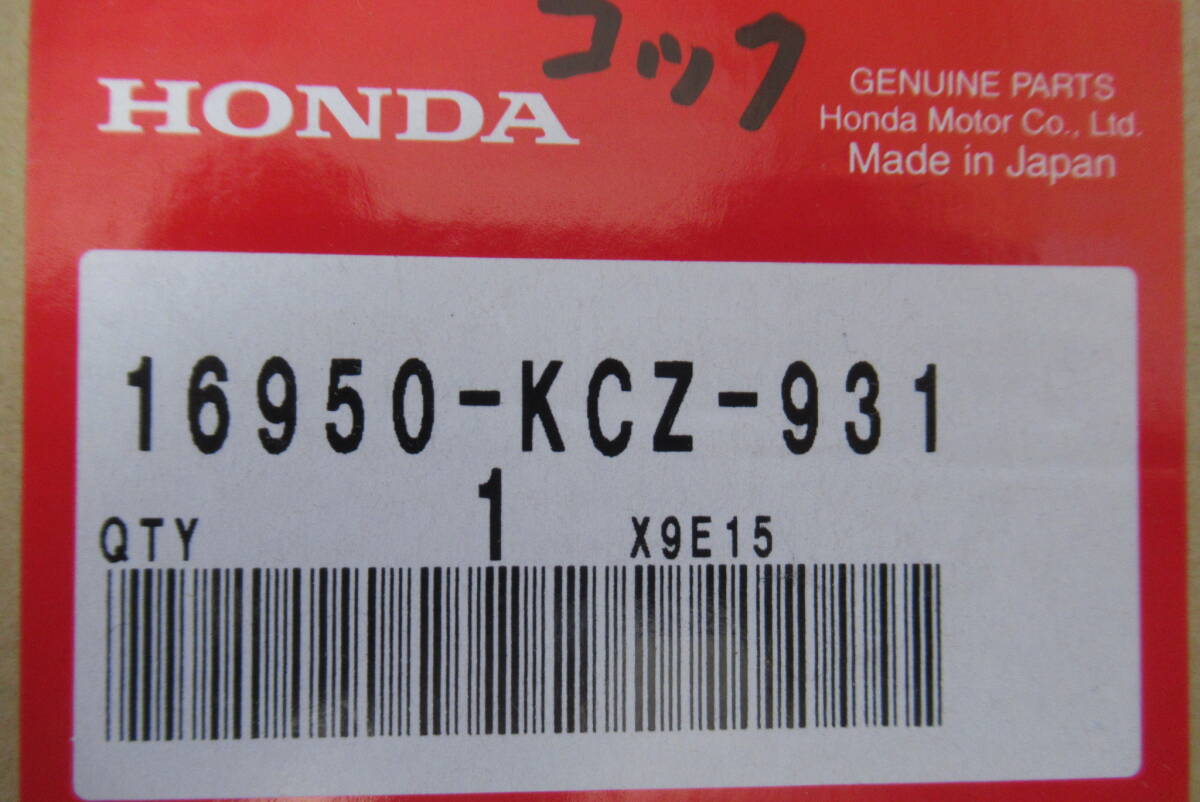 コック
HONDA
GENUINE PARTS
Honda Motor Co., Ltd.
Made in Japan
16950-KCZ-931
QTY 1 X9E15